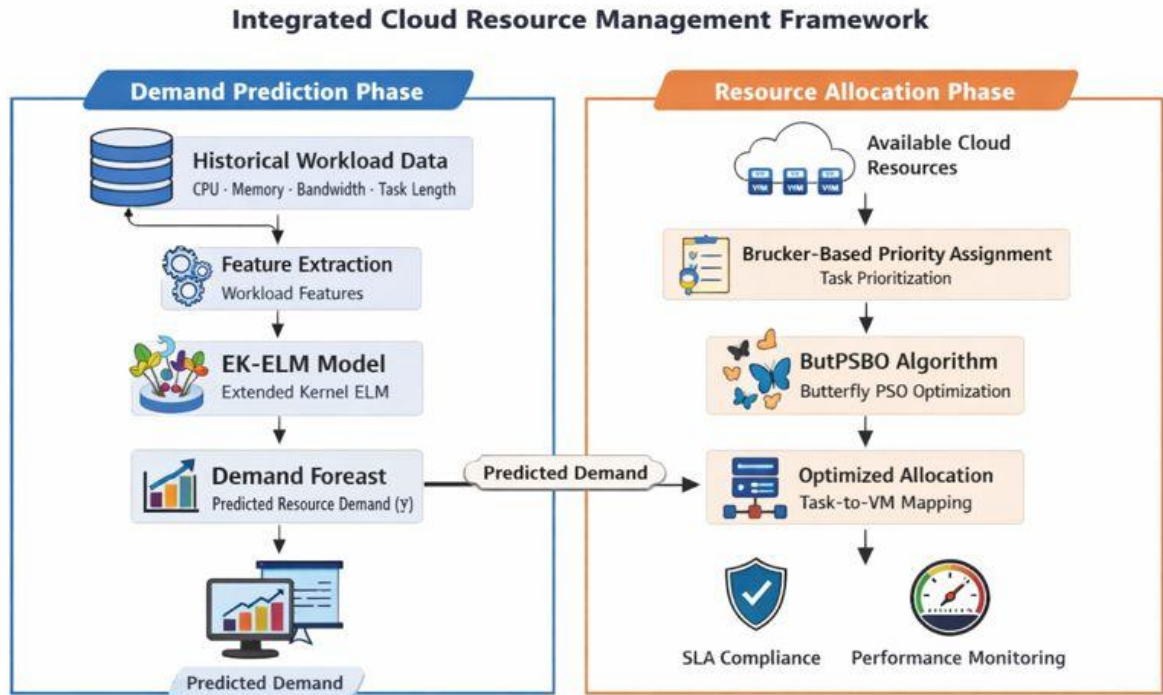 Integrated Cloud Resource Management Framework
Demand Prediction Phase
Historical Workload Data
CPU · Memory · Bandwidth · Task Length
Feature Extraction
Workload Features
EK-ELM Model
Extended Kernel ELM
Demand Foreast
Predicted Resource Demand (y)
Predicted Demand
Predicted Demand
Resource Allocation Phase
Available Cloud
Resources
Brucker-Based Priority Assignment
Task Prioritization
ButPSBO Algorithm
Butterfly PSO Optimization
Optimized Allocation
Task-to-VM Mapping
SLA Compliance
Performance Monitoring